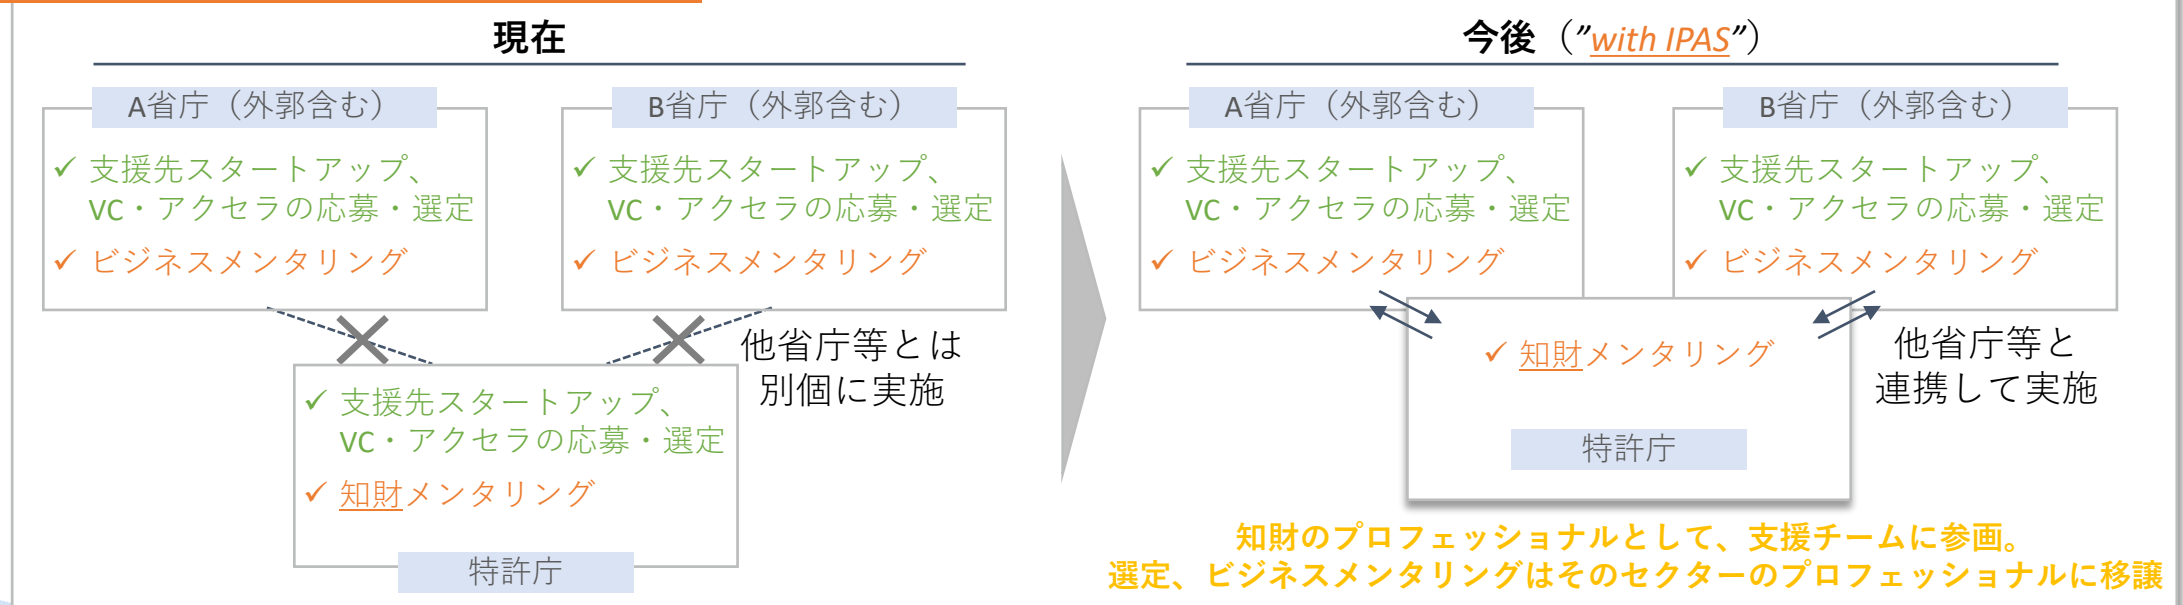 現在
A省庁（外郭含む）
✓ 支援先スタートアップ、
VC・アクセラの応募・選定
✓ ビジネスメンタリング
B省庁（外郭含む）
✓ 支援先スタートアップ、
VC・アクセラの応募・選定
✓ ビジネスメンタリング
他省庁等とは
別個に実施
✓ 支援先スタートアップ、
VC・アクセラの応募・選定
✓ 知財メンタリング
特許庁
今後（”with IPAS”）
A省庁（外郭含む）
✓ 支援先スタートアップ、
VC・アクセラの応募・選定
✓ ビジネスメンタリング
B省庁（外郭含む）
✓ 支援先スタートアップ、
VC・アクセラの応募・選定
✓ ビジネスメンタリング
✓ 知財メンタリング
特許庁
他省庁等と
連携して実施
知財のプロフェッショナルとして、支援チームに参画。
選定、ビジネスメンタリングはそのセクターのプロフェッショナルに移譲